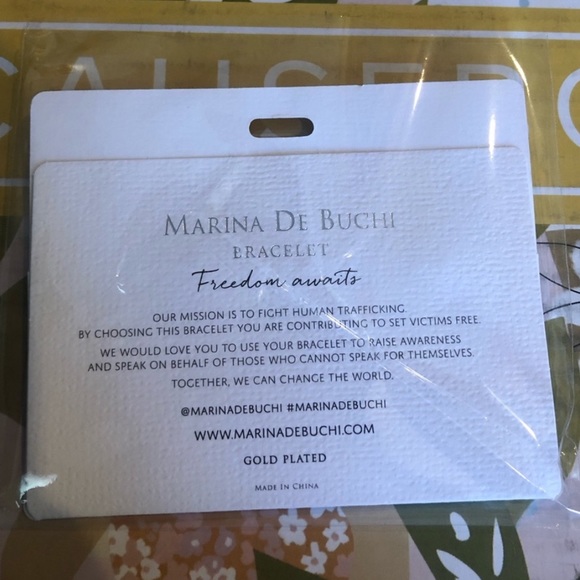 CAUSEBO
MARINA DE BUCHI
BRACELET
Freedom awaits
OUR MISSION IS TO FIGHT HUMAN TRAFFICKING.
BY CHOOSING THIS BRACELET YOU ARE CONTRIBUTING TO SET VICTIMS FREE.
WE WOULD LOVE YOU TO USE YOUR BRACELET TO RAISE AWARENESS
AND SPEAK ON BEHALF OF THOSE WHO CANNOT SPEAK FOR THEMSELVES.
TOGETHER, WE CAN CHANGE THE WORLD.
@MARINADEBUCHI #MARINADEBUCHI
WWW.MARINADEBUCHI.COM
GOLD PLATED
MADE IN CHINA